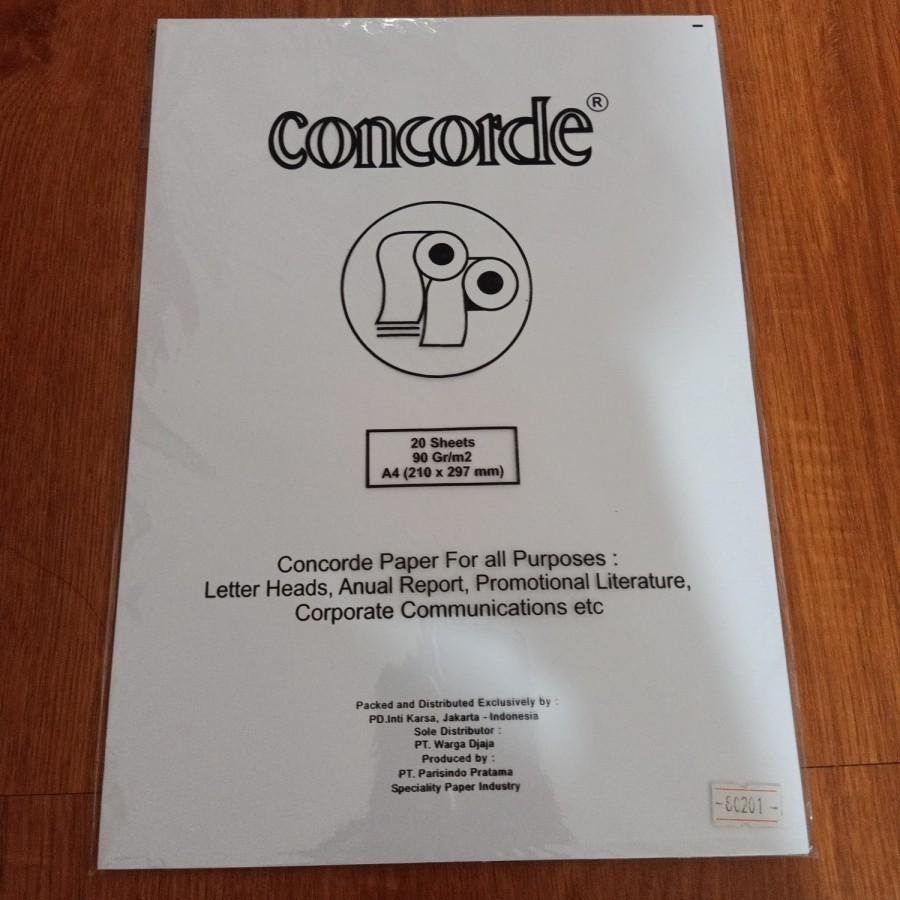 concorde®
20 Sheets
90 Gr/m2
A4 (210 x 297 mm)
Concorde Paper For all Purposes :
Letter Heads, Anual Report, Promotional Literature,
Corporate Communications etc
Packed and Distributed Exclusively by :
PD.Inti Karsa, Jakarta - Indonesia
Sole Distributor :
PT. Warga Djaja
Produced by :
PT. Parisindo Pratama
Speciality Paper Industry
-80201-